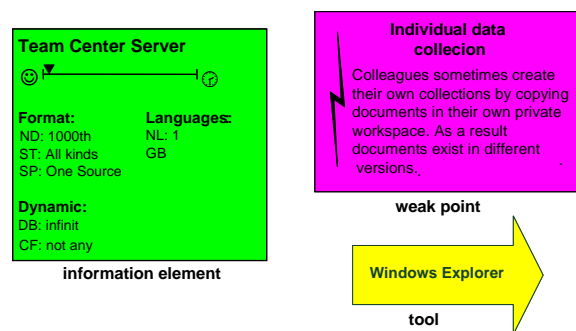 Team Center Server
Format:
ND: 1000th
ST: All kinds
SP: One Source
Languages:
NL: 1
GB
Dynamic:
DB: infinit
CF: not any
information element
Individual data
collecion
Colleagues sometimes create
their own collections by copying
documents in their own private
workspace. As a result
documents exist in different
versions..
weak point
Windows Explorer
tool